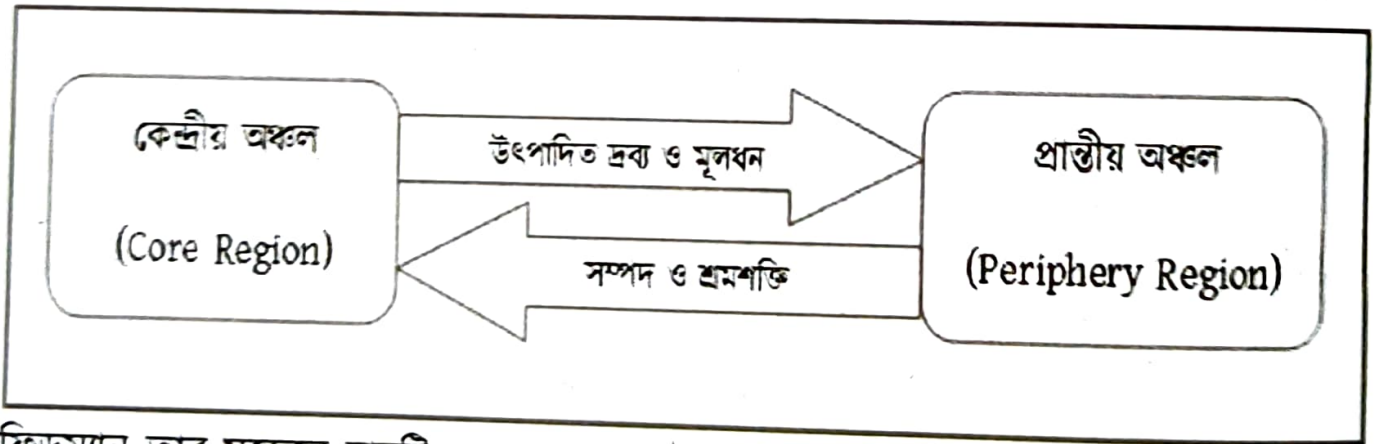 কেন্দ্রীয় অঞ্চল
(Core Region)
উৎপাদিত দ্রব্য ও মূলধন
সম্পদ ও শ্রমশক্তি
প্রান্তীয় অঞ্চল
(Periphery Region)